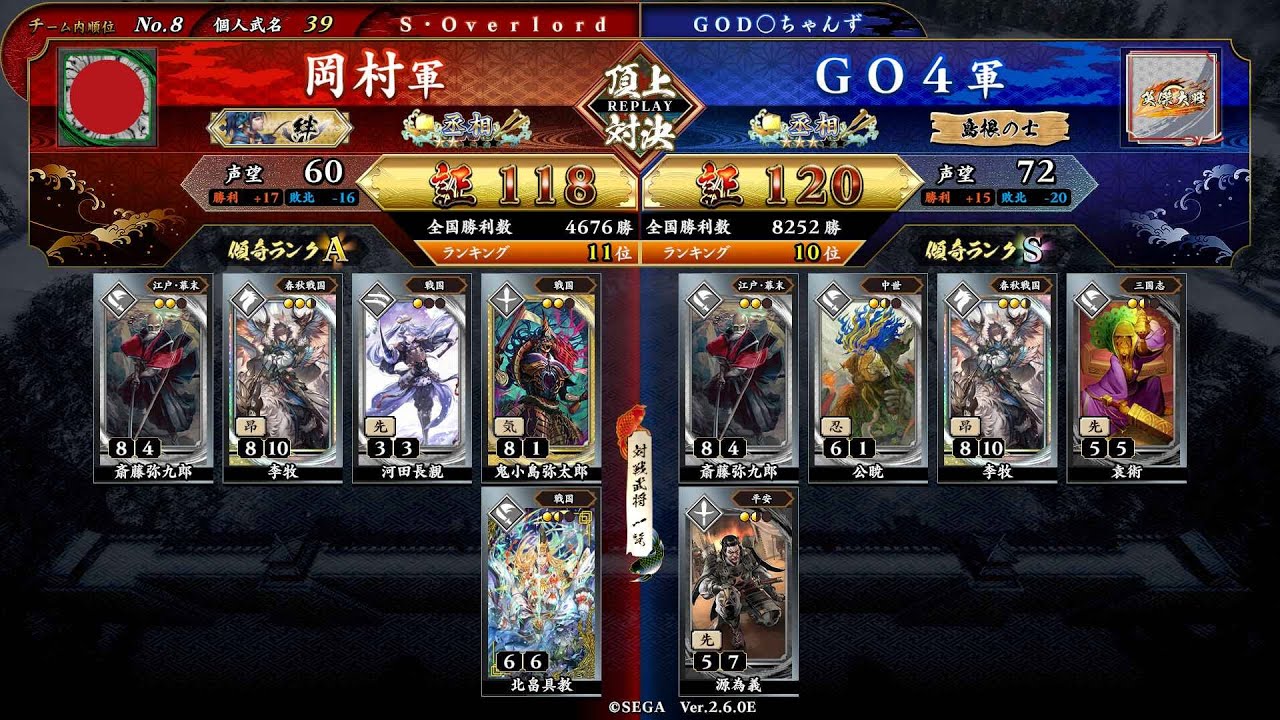 チーム内順位 No.8 個人武名 39 S・Overlord GOD〇ちゃんず
岡村軍 頂上 REPLAY 対決 GO4軍
絆 丞相 丞相 島根の士 英傑大戦
声望 60 勝利 +17 敗北 -16 証 118 証 120 声望 72 勝利 +15 敗北 -20
全国勝利数 4676勝 全国勝利数 8252勝
傾奇ランク A ランキング 11位 ランキング 10位 傾奇ランク S
江戸・幕末 春秋戦国 戦国 戦国 江戸・幕末 中世 春秋戦国 三国志
昂 先 気 忍 昂 先
8 4 8 10 3 3 8 1 8 4 6 1 8 10 5 5
斎藤弥九郎 李牧 河田長親 鬼小島弥太郎 斎藤弥九郎 公暁 李牧 袁術
対戦武将一覧
戦国 平安
先
6 6 5 7
北畠具教 源為義
©SEGA Ver.2.6.0E